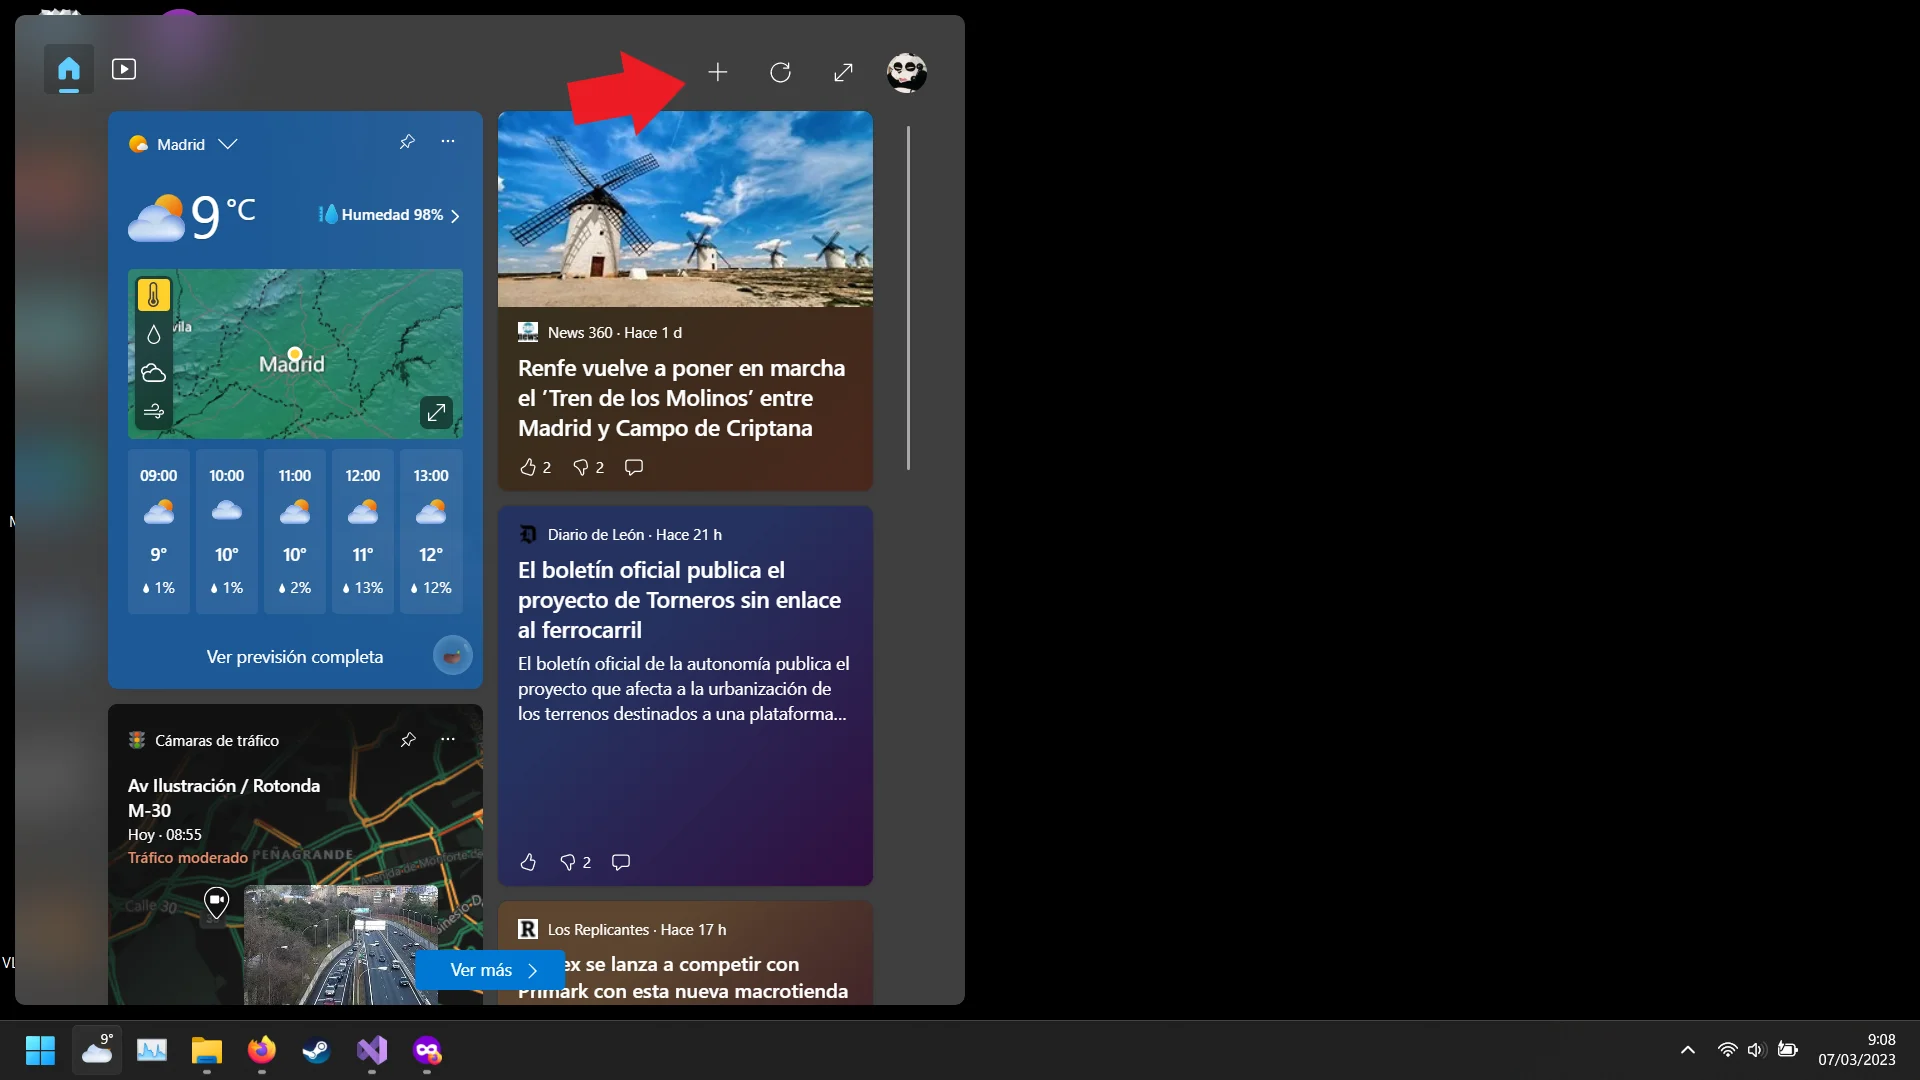 Madrid
9 °C
Humedad 98%
vila
Madrid
09:00 10:00 11:00 12:00 13:00
9° 10° 10° 11° 12°
1% 1% 2% 13% 12%
Ver previsión completa
Cámaras de tráfico
Av Ilustración / Rotonda
M-30
Hoy · 08:55
Tráfico moderado
PEÑAGRANDE
Avenida de Monforte de
Calle 30
News 360 · Hace 1 d
Renfe vuelve a poner en marcha
el ‘Tren de los Molinos’ entre
Madrid y Campo de Criptana
2 2
Diario de León · Hace 21 h
El boletín oficial publica el
proyecto de Torneros sin enlace
al ferrocarril
El boletín oficial de la autonomía publica el
proyecto que afecta a la urbanización de
los terrenos destinados a una plataforma...
2
R
Los Replicantes · Hace 17 h
ex se lanza a competir con
Primark con esta nueva macrotienda
Ver más
N
VL
9°
9:08
07/03/2023